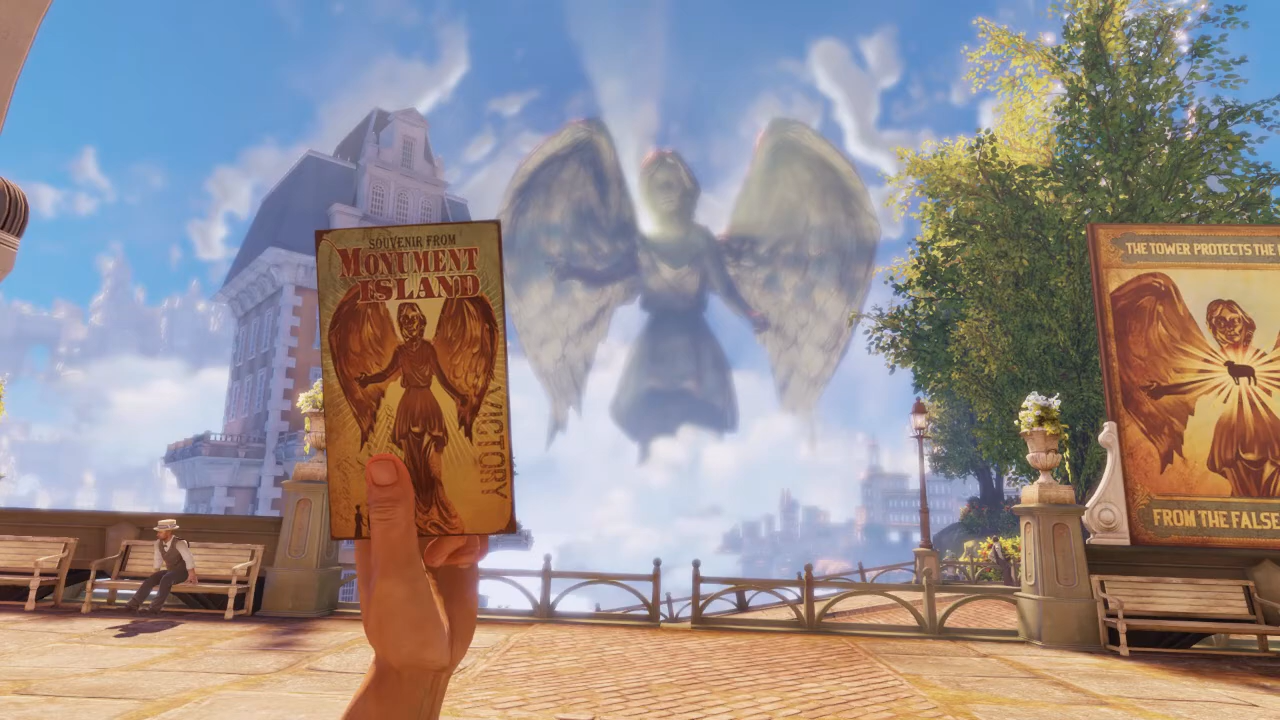 SOUVENIR FROM
MONUMENT
ISLAND
VICTORY
THE TOWER PROTECTS THE
FROM THE FALSE